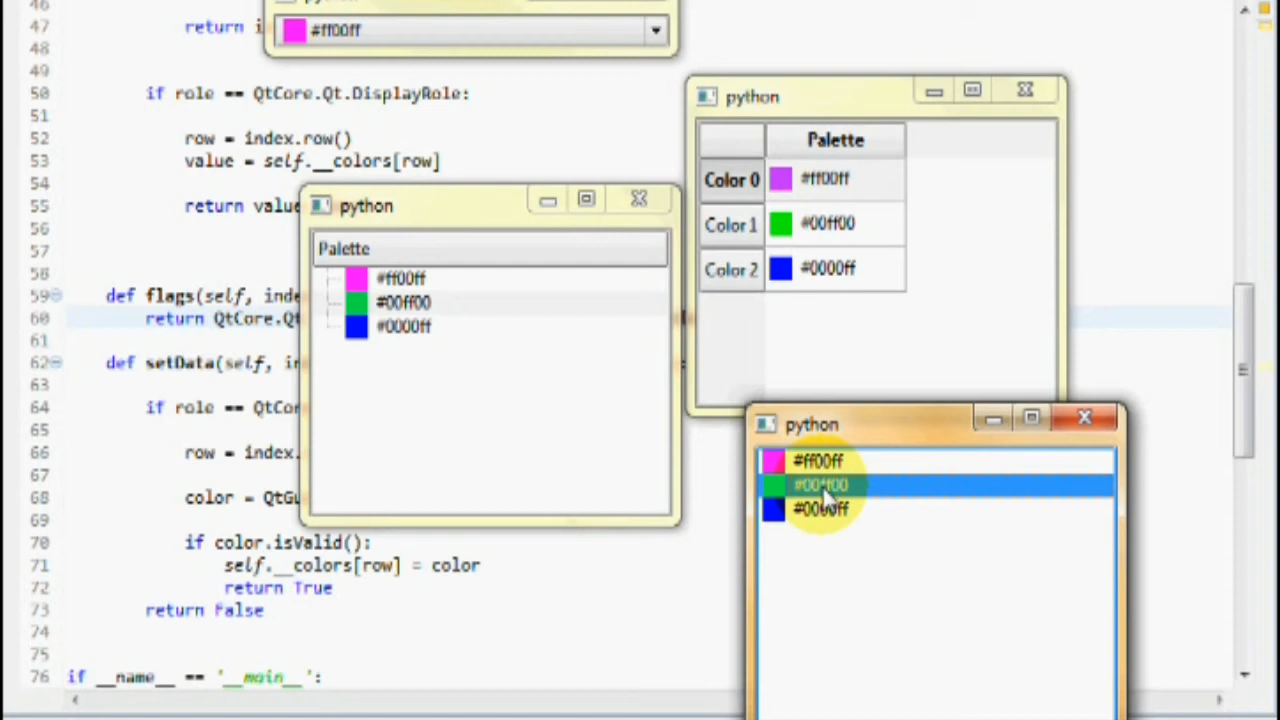 python
#ff00ff
46
47 return i
48
49
50 if role == QtCore.Qt.DisplayRole:
51
52 row = index.row()
53 value = self.__colors[row]
54
55 return value
56
57
58
59 def flags(self, inde
60 return QtCore.Qt
61
62 def setData(self, in
63
64 if role == QtCo
65
66 row = index.
67
68 color = QtGu
69
70 if color.isValid():
71 self.__colors[row] = color
72 return True
73 return False
74
75
76 if __name__ == '__main__':
python
Palette
#ff00ff
#00ff00
#0000ff
python
Palette
Color 0 #ff00ff
Color 1 #00ff00
Color 2 #0000ff
python
#ff00ff
#00ff00
#0000ff